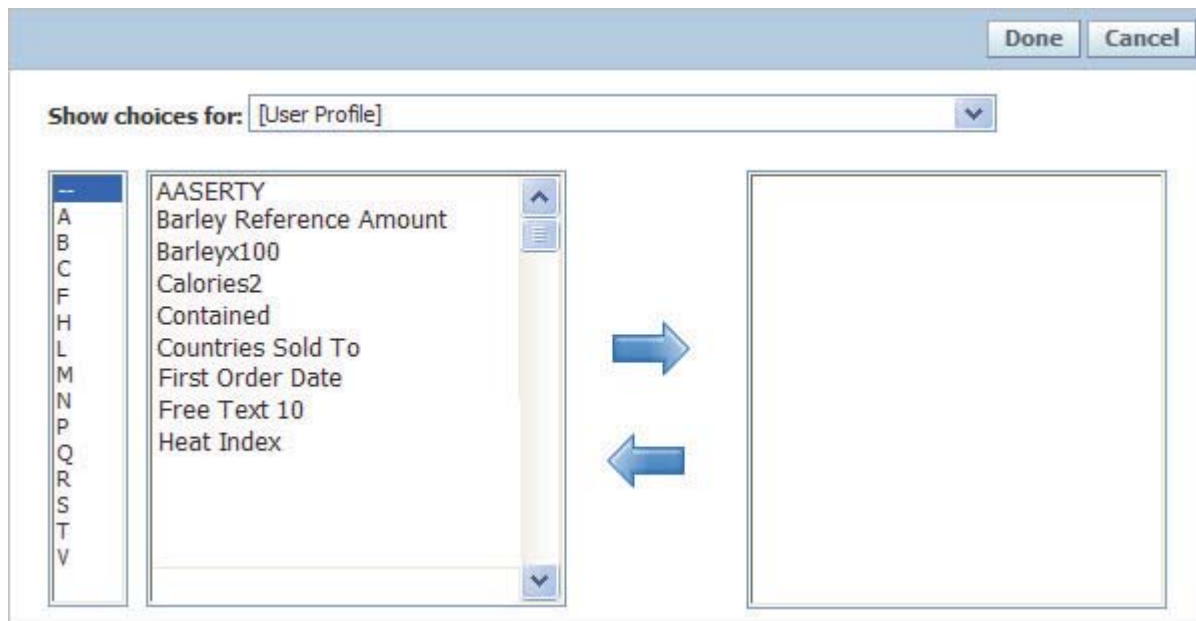 Done Cancel
Show choices for: [User Profile]
--
A
B
C
F
H
L
M
N
P
Q
R
S
T
V
AASERTY
Barley Reference Amount
Barleyx100
Calories2
Contained
Countries Sold To
First Order Date
Free Text 10
Heat Index